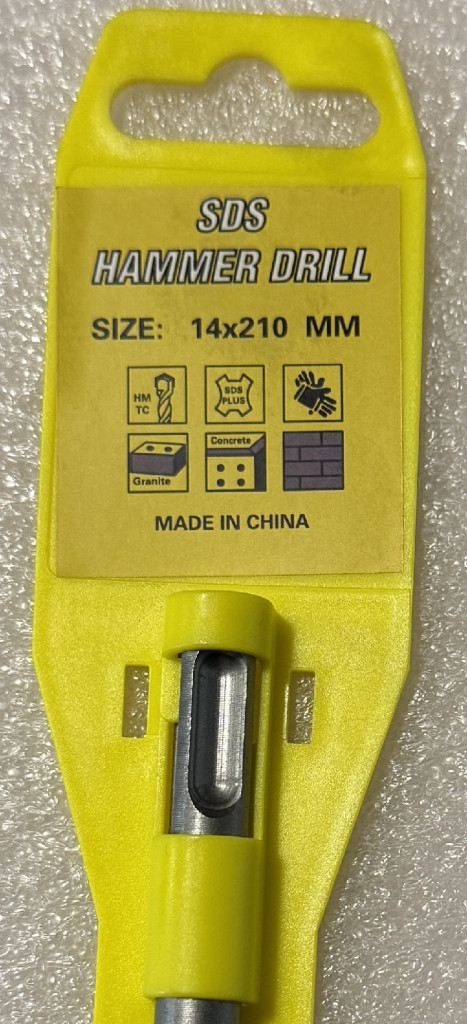 SDS
HAMMER DRILL
SIZE: 14x210 MM
HM
TC
SDS
PLUS
Granite
Concrete
MADE IN CHINA